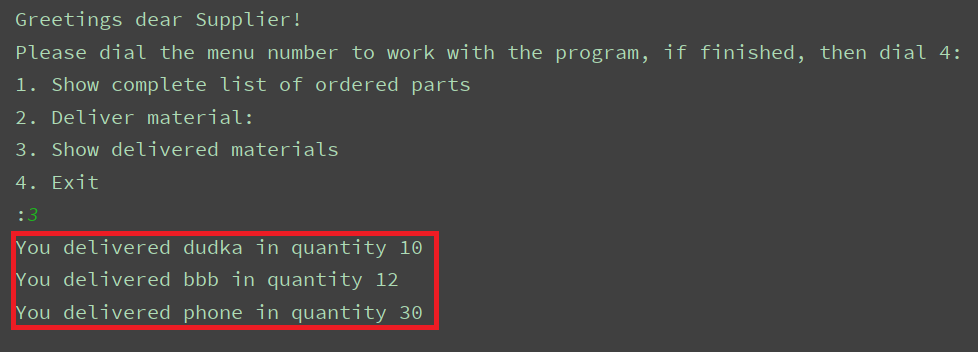 Greetings dear Supplier!
Please dial the menu number to work with the program, if finished, then dial 4:
1. Show complete list of ordered parts
2. Deliver material:
3. Show delivered materials
4. Exit
:3
You delivered dudka in quantity 10
You delivered bbb in quantity 12
You delivered phone in quantity 30